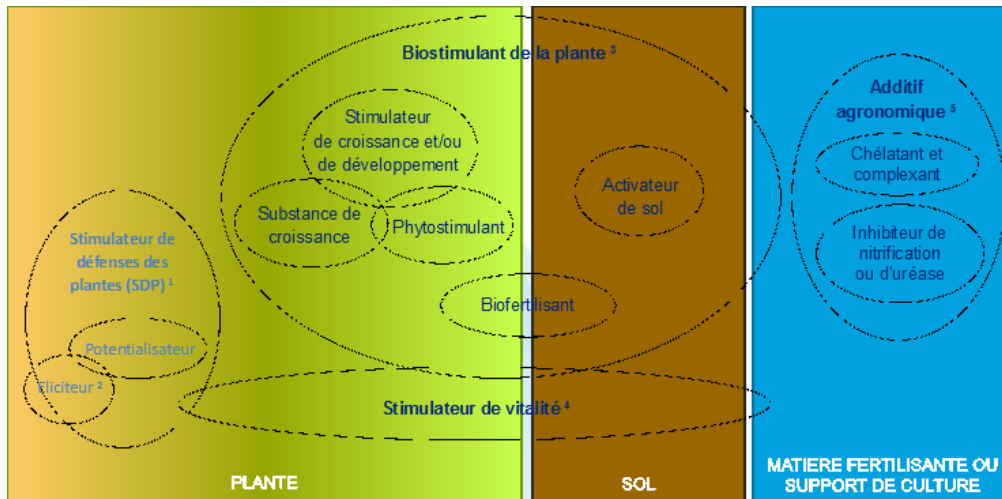 Biostimulant de la plante ³
Stimulateur
de croissance et/ou
de développement
Substance de
croissance
Phytostimulant
Biofertilisant
Stimulateur de
défenses des
plantes (SDP) ¹
Potentialisateur
Eliciteur ²
Stimulateur de vitalité ⁴
Activateur
de sol
Additif
agronomique ⁵
Chélatant et
complexant
Inhibiteur de
nitrification
ou d'uréase
PLANTE
SOL
MATIERE FERTILISANTE OU
SUPPORT DE CULTURE